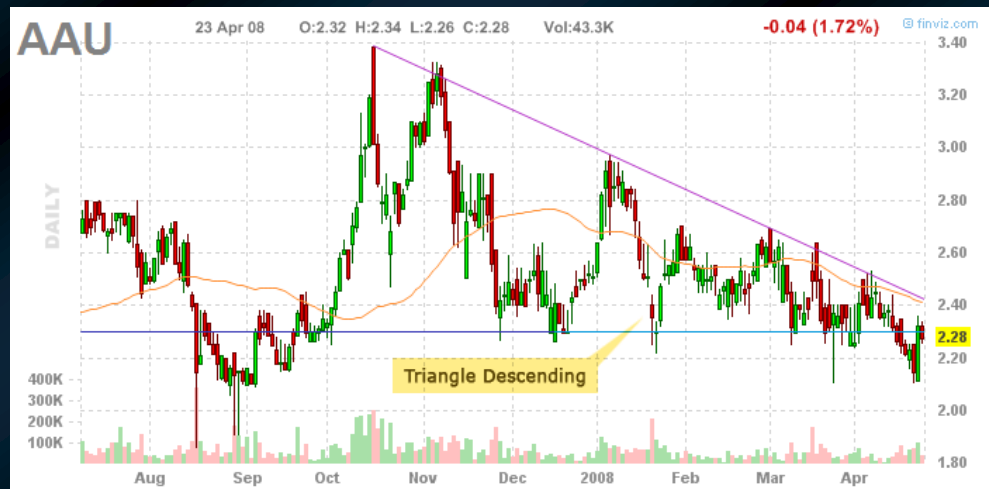 AAU
23 Apr 08 O:2.32 H:2.34 L:2.26 C:2.28 Vol:43.3K -0.04 (1.72%) finviz.com
DAILY
3.40
3.20
3.00
2.80
2.60
2.40
2.28
2.20
2.00
1.80
400K
300K
200K
100K
Triangle Descending
Aug Sep Oct Nov Dec 2008 Feb Mar Apr